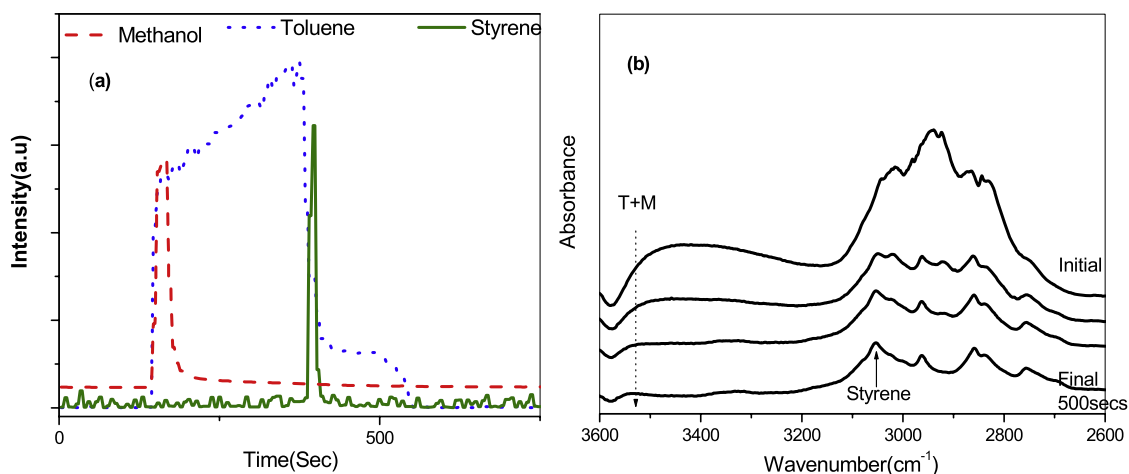 Methanol
Toluene
Styrene
(a)
Intensity(a.u)
0
500
Time(Sec)
(b)
Absorbance
T+M
Initial
Styrene
Final
500secs
3600
3400
3200
3000
2800
2600
Wavenumber(cm⁻¹)